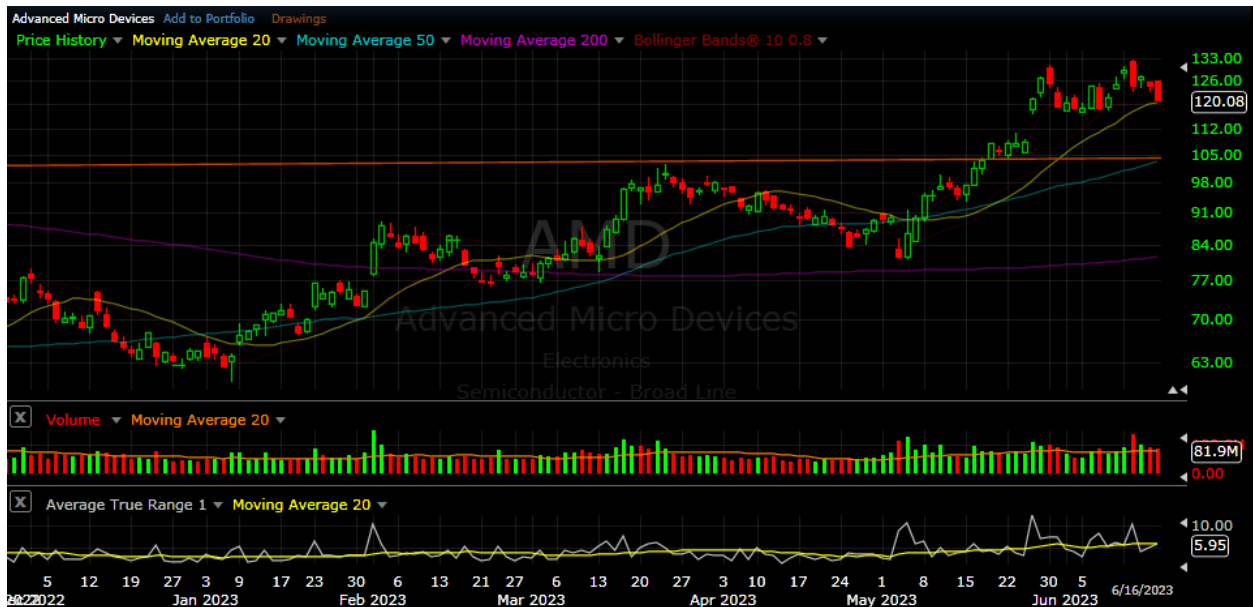 Advanced Micro Devices Add to Portfolio Drawings
Price History Moving Average 20 Moving Average 50 Moving Average 200 Bollinger Bands® 10 0.8
133.00
126.00
120.08
112.00
105.00
98.00
91.00
84.00
77.00
70.00
63.00
AMD
Advanced Micro Devices
Electronics
Semiconductor - Broad Line
X Volume Moving Average 20
81.9M
0.00
X Average True Range 1 Moving Average 20
10.00
5.95
5 12 19 27 3 9 17 23 30 6 13 21 27 6 13 20 27 3 10 17 24 1 8 15 22 30 5 6/16/2023
2022 Jan 2023 Feb 2023 Mar 2023 Apr 2023 May 2023 Jun 2023